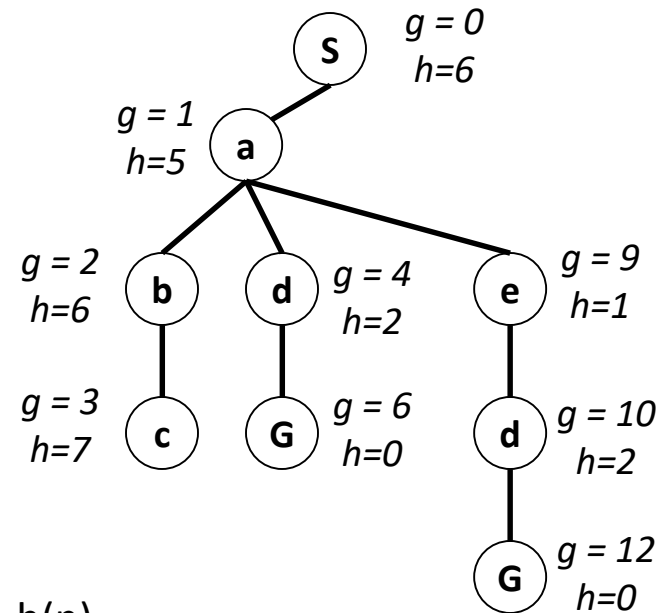 S
g = 0
h=6
g = 1
h=5
a
g = 2
h=6
b
d
g = 4
h=2
e
g = 9
h=1
g = 3
h=7
c
G
g = 6
h=0
d
g = 10
h=2
G
g = 12
h=0